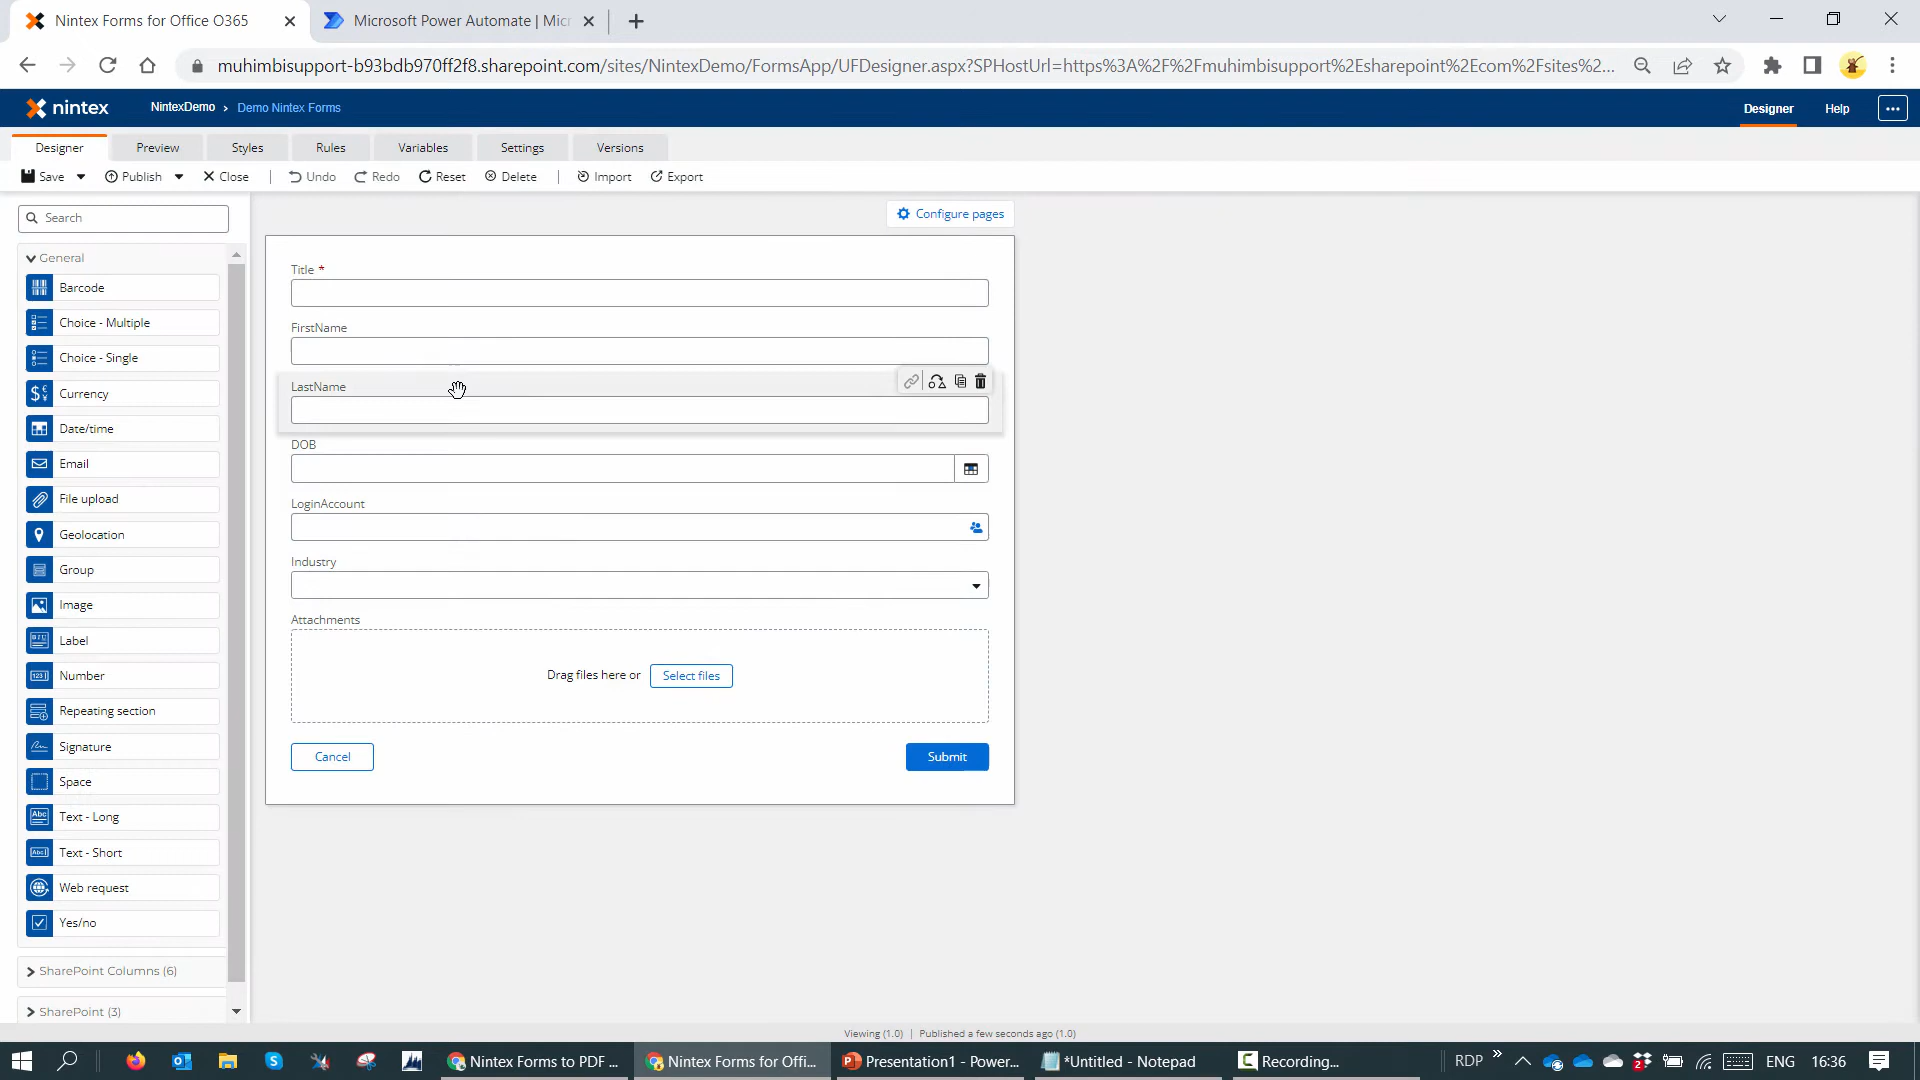 Nintex Forms for Office O365
Microsoft Power Automate | Micr
muhimbisupport-b93bdb970ff2f8.sharepoint.com/sites/NintexDemo/FormsApp/UFDesigner.aspx?SPHostUrl=https%3A%2F%2Fmuhimbisupport%2Esharepoint%2Ecom%2Fsites%2...
nintex
NintexDemo › Demo Nintex Forms
Designer Help
Designer Preview Styles Rules Variables Settings Versions
Save Publish Close | Undo Redo Reset Delete | Import Export
Search
Configure pages
General
Barcode
Choice - Multiple
Choice - Single
Currency
Date/time
Email
File upload
Geolocation
Group
Image
Label
Number
Repeating section
Signature
Space
Text - Long
Text - Short
Web request
Yes/no
SharePoint Columns (6)
SharePoint (3)
Title *
FirstName
LastName
DOB
LoginAccount
Industry
Attachments
Drag files here or Select files
Cancel Submit
Viewing (1.0) | Published a few seconds ago (1.0)
Nintex Forms to PDF ...
Nintex Forms for Offi...
Presentation1 - Power...
*Untitled - Notepad
Recording...
RDP
ENG 16:36